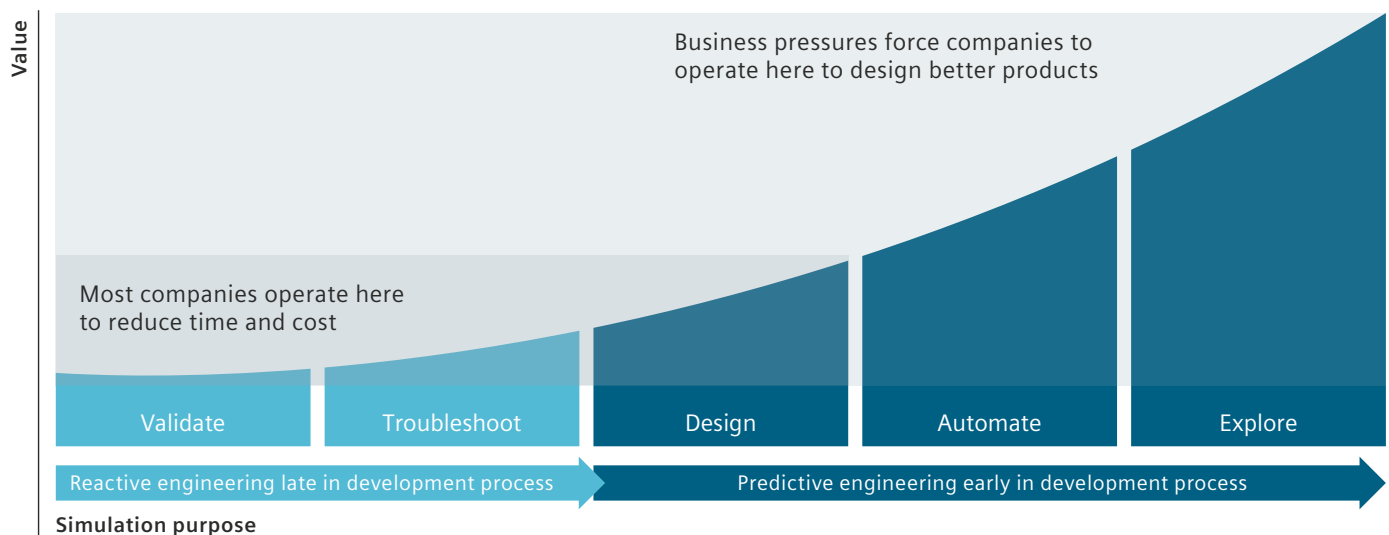 Value
Business pressures force companies to
operate here to design better products
Most companies operate here
to reduce time and cost
Validate
Troubleshoot
Design
Automate
Explore
Reactive engineering late in development process
Predictive engineering early in development process
Simulation purpose